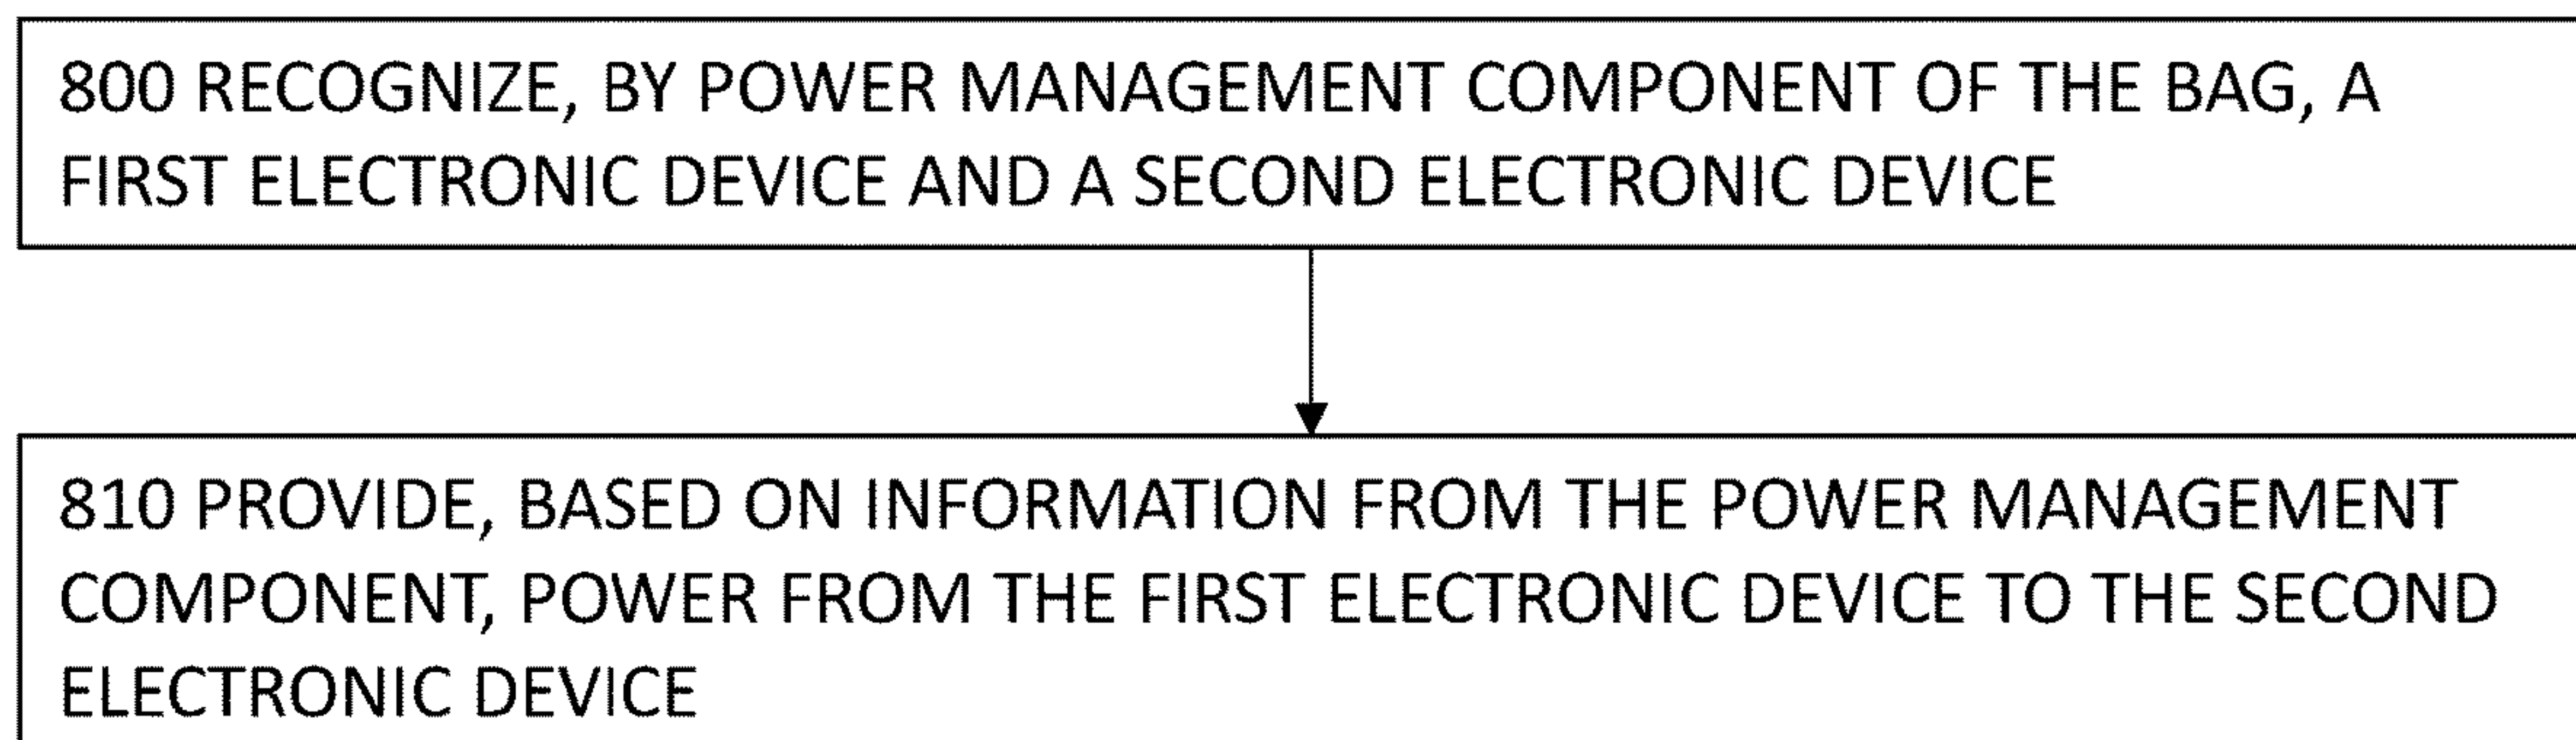 800 RECOGNIZE, BY POWER MANAGEMENT COMPONENT OF THE BAG, A
FIRST ELECTRONIC DEVICE AND A SECOND ELECTRONIC DEVICE
810 PROVIDE, BASED ON INFORMATION FROM THE POWER MANAGEMENT
COMPONENT, POWER FROM THE FIRST ELECTRONIC DEVICE TO THE SECOND
ELECTRONIC DEVICE